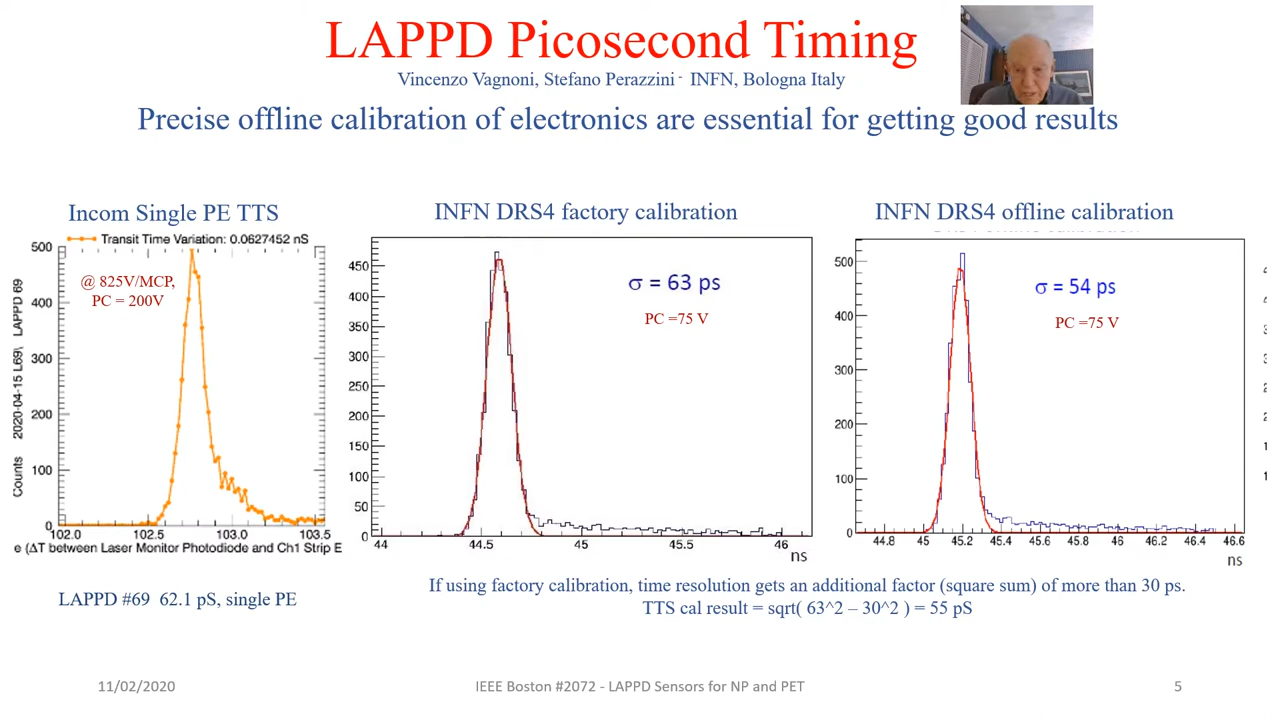 LAPPD Picosecond Timing
Vincenzo Vagnoni, Stefano Perazzini - INFN, Bologna Italy
Precise offline calibration of electronics are essential for getting good results
Incom Single PE TTS
Transit Time Variation: 0.0627452 nS
@ 825V/MCP,
PC = 200V
500
400
300
200
100
0
Counts 2020-04-15 L69\ LAPPD 69
102.0 102.5 103.0 103.5
e (ΔT between Laser Monitor Photodiode and Ch1 Strip E
LAPPD #69 62.1 pS, single PE
INFN DRS4 factory calibration
σ = 63 ps
PC =75 V
450
400
350
300
250
200
150
100
50
0
44 44.5 45 45.5 46
ns
INFN DRS4 offline calibration
σ = 54 ps
PC =75 V
500
400
300
200
100
0
44.8 45 45.2 45.4 45.6 45.8 46 46.2 46.4 46.6
ns
If using factory calibration, time resolution gets an additional factor (square sum) of more than 30 ps.
TTS cal result = sqrt( 63^2 – 30^2 ) = 55 pS
11/02/2020
IEEE Boston #2072 - LAPPD Sensors for NP and PET
5